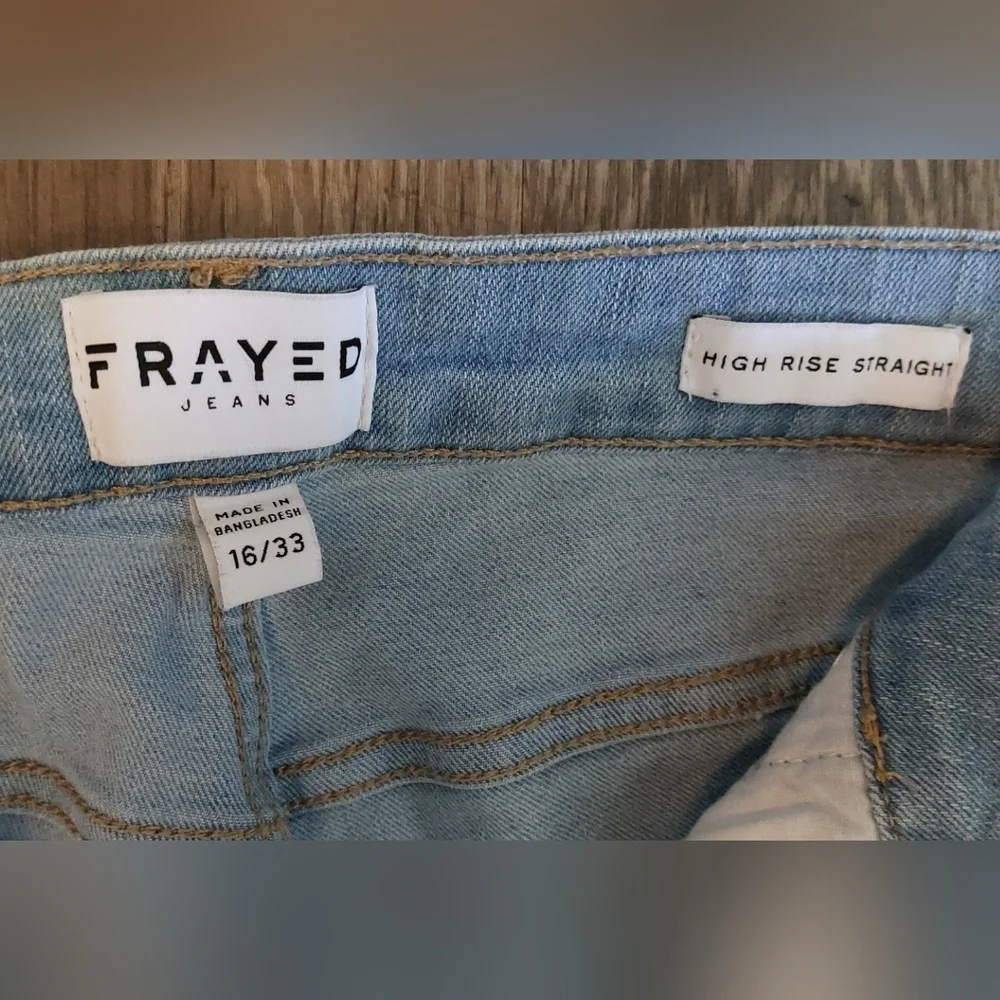 FRAYED
JEANS
HIGH RISE STRAIGHT
MADE IN
BANGLADESH
16/33